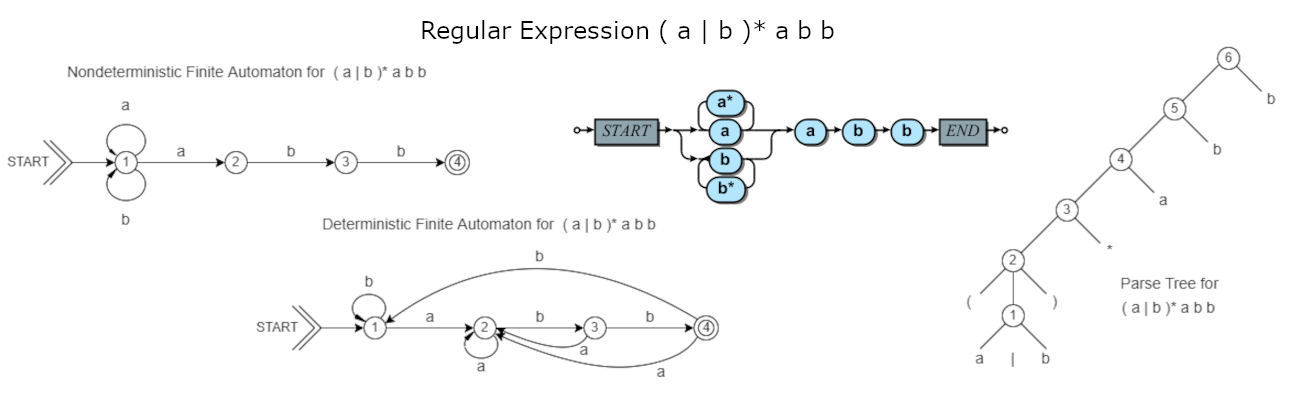 Regular Expression ( a | b )* a b b
Nondeterministic Finite Automaton for ( a | b )* a b b
a
START
1
a
2
b
3
b
4
b
START
a*
a
b
b*
a
b
b
END
Deterministic Finite Automaton for ( a | b )* a b b
b
b
START
1
a
2
b
3
b
4
a
a
a
6
b
5
b
4
a
3
*
2
(
)
1
a
|
b
Parse Tree for
( a | b )* a b b